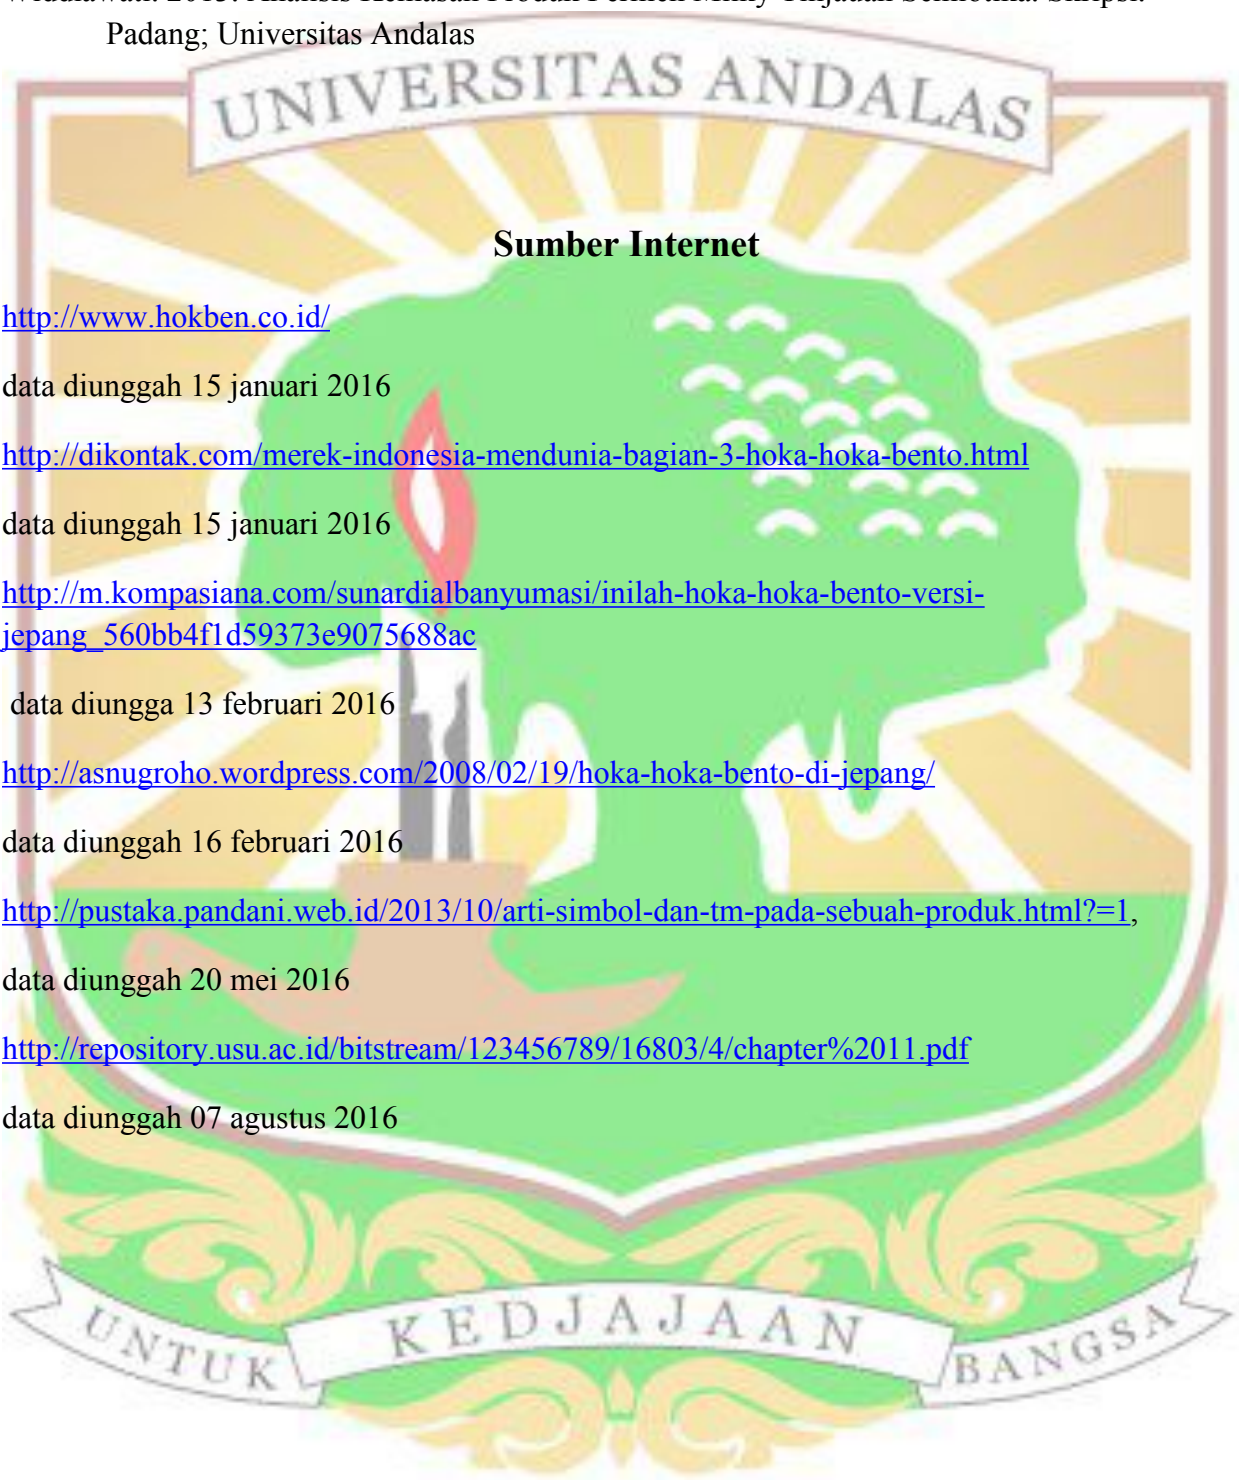 Padang; Universitas Andalas
UNIVERSITAS ANDALAS
Sumber Internet
http://www.hokben.co.id/
data diunggah 15 januari 2016
http://dikontak.com/merek-indonesia-mendunia-bagian-3-hoka-hoka-bento.html
data diunggah 15 januari 2016
http://m.kompasiana.com/sunardialbanyumasi/inilah-hoka-hoka-bento-versi-
jepang_560bb4f1d59373e9075688ac
data diungga 13 februari 2016
http://asnugroho.wordpress.com/2008/02/19/hoka-hoka-bento-di-jepang/
data diunggah 16 februari 2016
http://pustaka.pandani.web.id/2013/10/arti-simbol-dan-tm-pada-sebuah-produk.html?=1,
data diunggah 20 mei 2016
http://repository.usu.ac.id/bitstream/123456789/16803/4/chapter%2011.pdf
data diunggah 07 agustus 2016
UNTUK KEDJAJAAN BANGSA